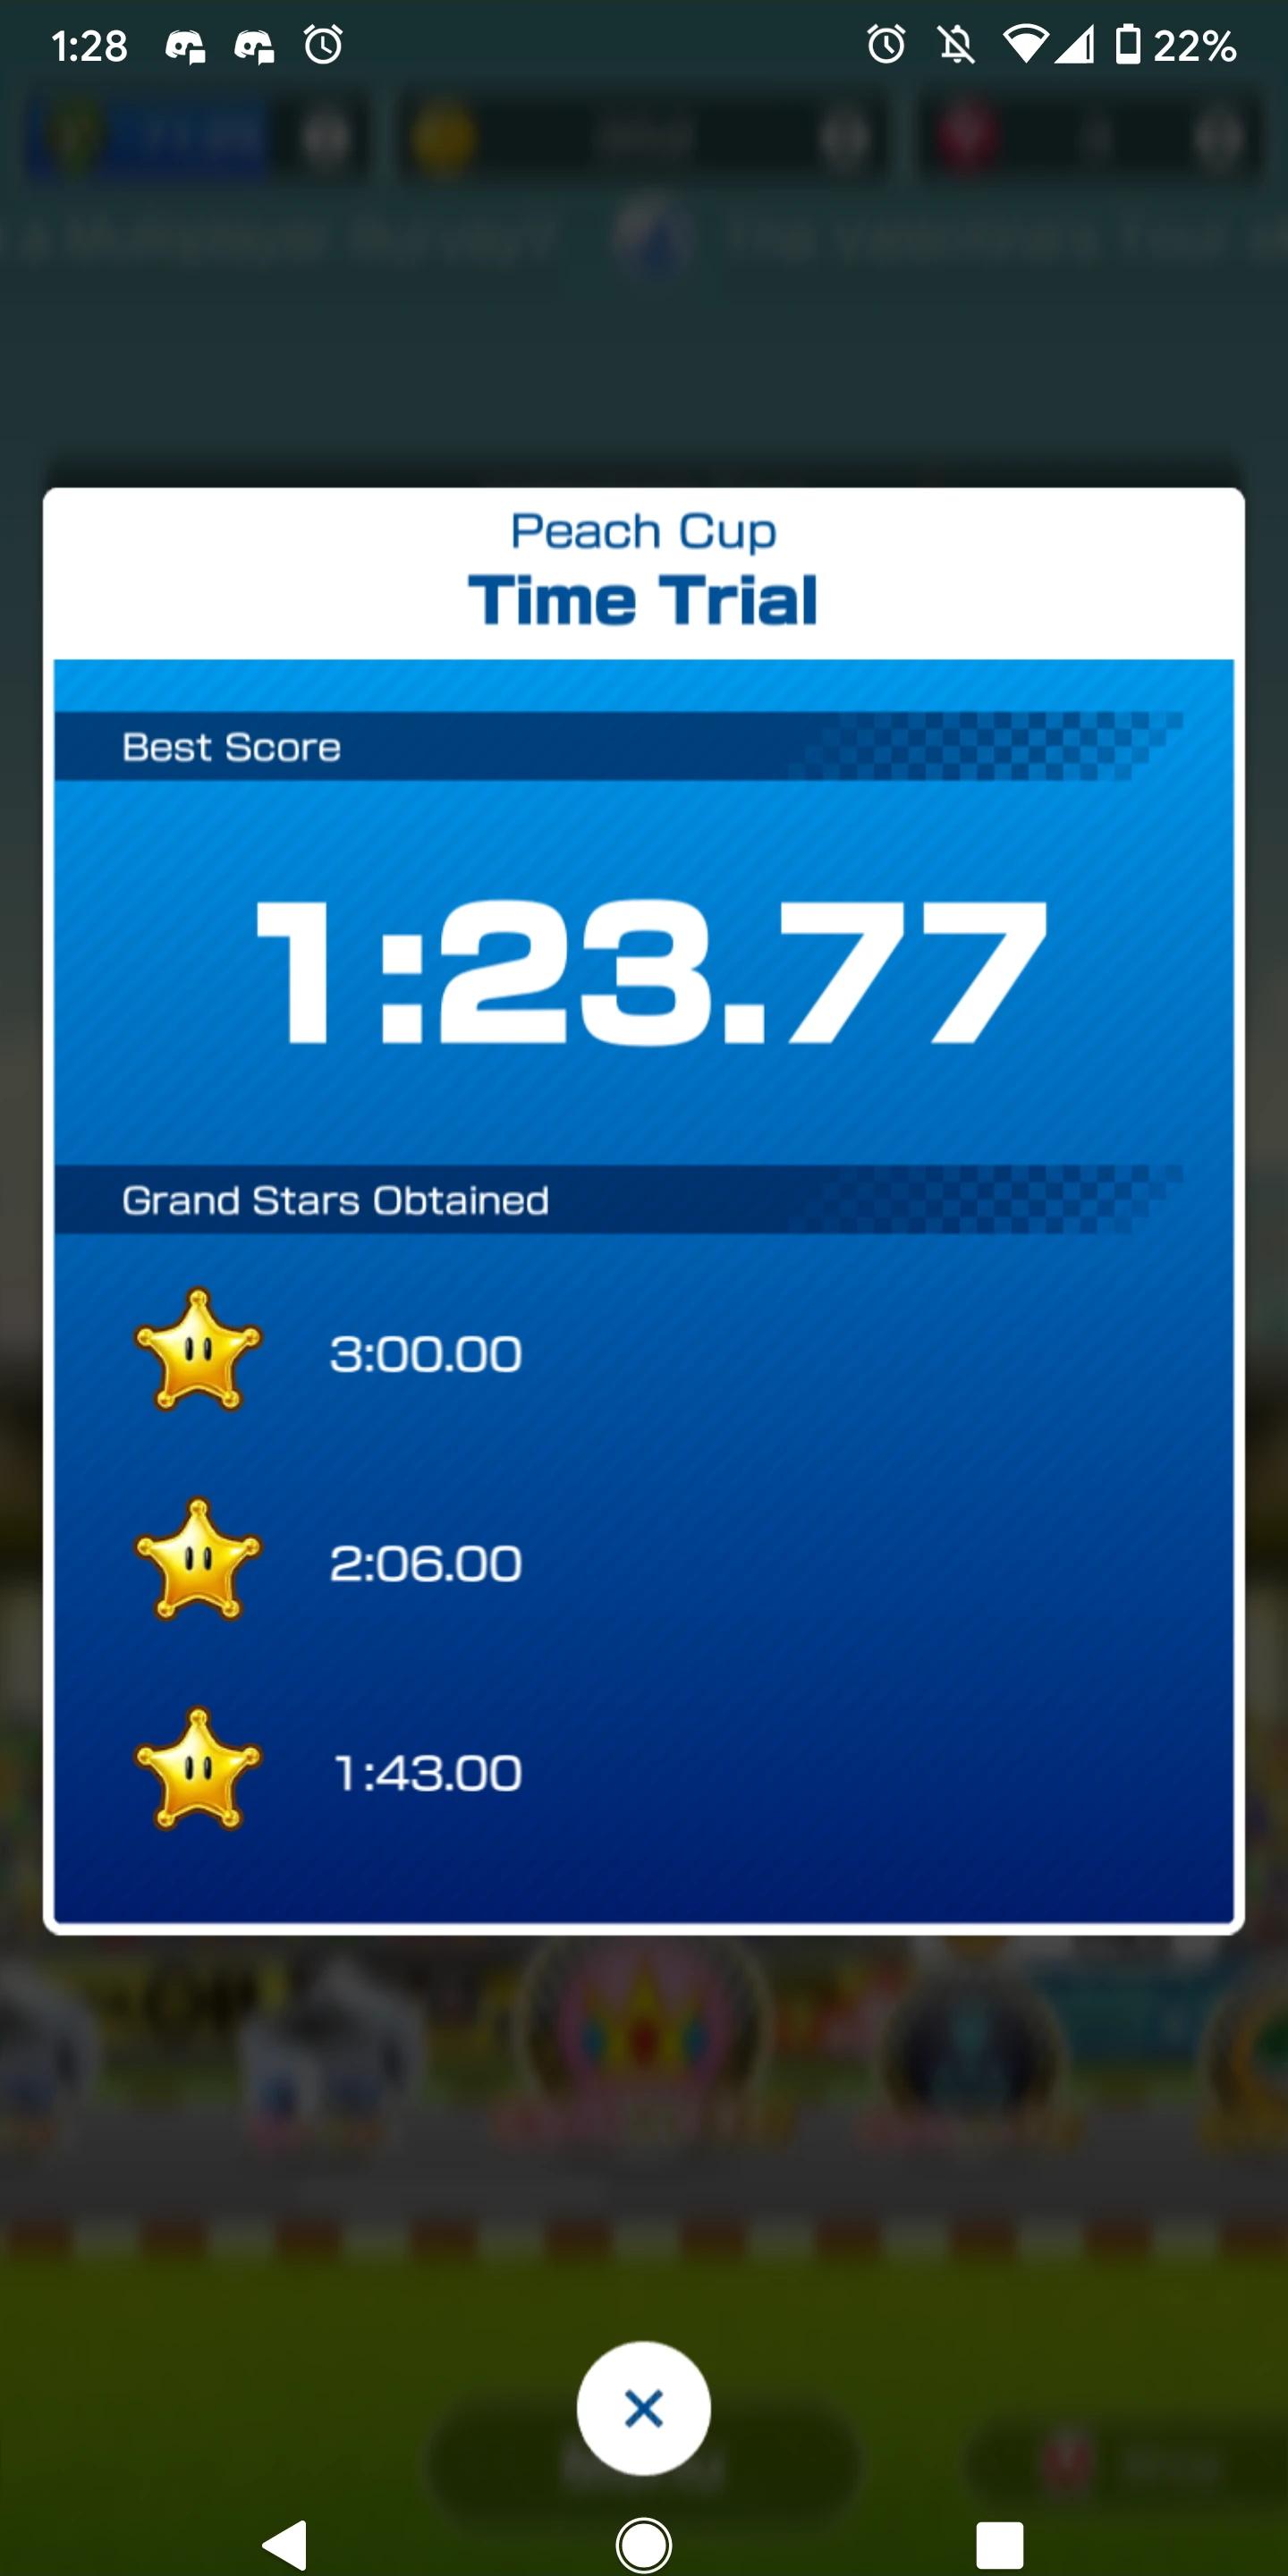 1:28 22%
Peach Cup
Time Trial
Best Score
1:23.77
Grand Stars Obtained
3:00.00
2:06.00
1:43.00